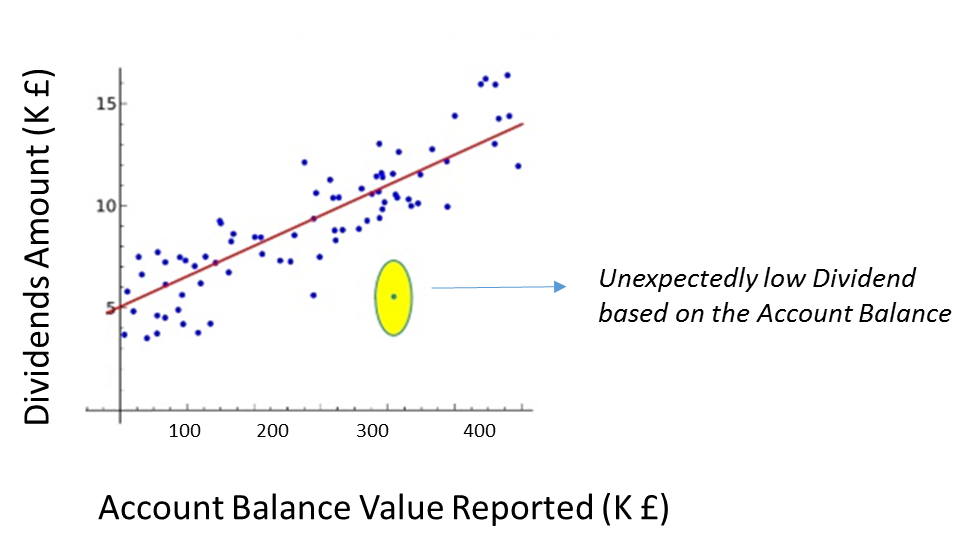 Dividends Amount (K £)
15
10
5
100 200 300 400
Account Balance Value Reported (K £)
Unexpectedly low Dividend
based on the Account Balance